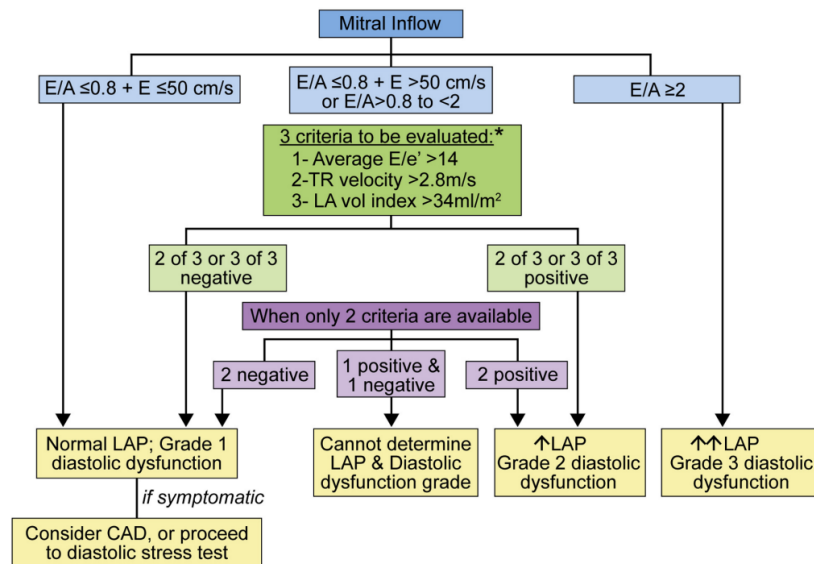 Mitral Inflow
E/A ≤0.8 + E ≤50 cm/s
E/A ≤0.8 + E >50 cm/s
or E/A>0.8 to <2
E/A ≥2
3 criteria to be evaluated:*
1- Average E/e' >14
2-TR velocity >2.8m/s
3- LA vol index >34ml/m²
2 of 3 or 3 of 3
negative
2 of 3 or 3 of 3
positive
When only 2 criteria are available
2 negative
1 positive &
1 negative
2 positive
Normal LAP; Grade 1
diastolic dysfunction
Cannot determine
LAP & Diastolic
dysfunction grade
↑LAP
Grade 2 diastolic
dysfunction
↑↑LAP
Grade 3 diastolic
dysfunction
if symptomatic
Consider CAD, or proceed
to diastolic stress test